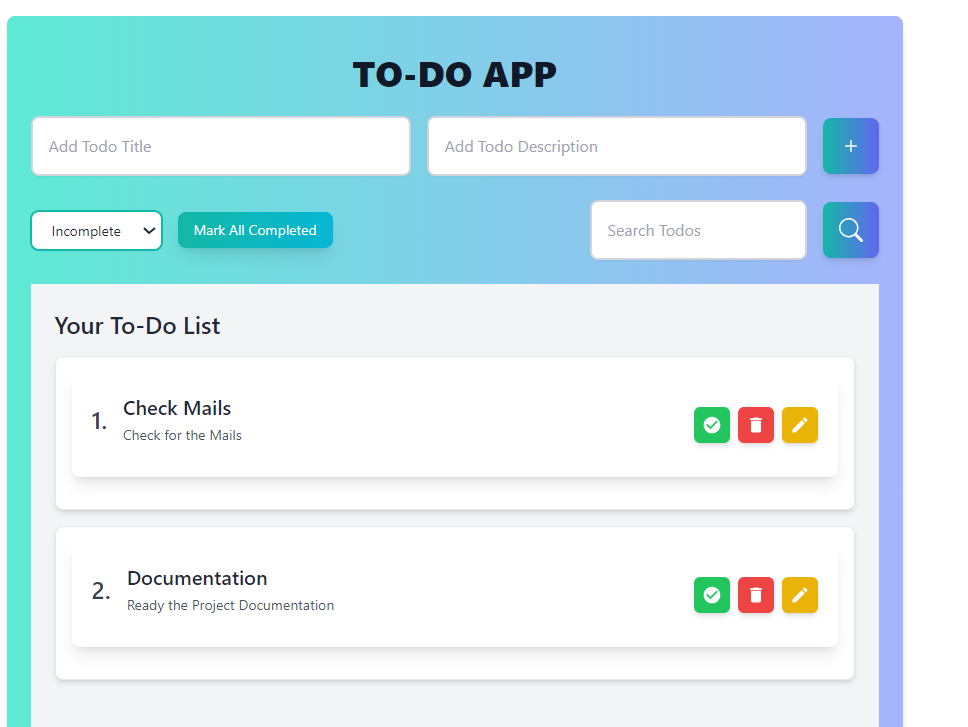 TO-DO APP
Add Todo Title
Add Todo Description
+
Incomplete
Mark All Completed
Search Todos
Your To-Do List
1.
Check Mails
Check for the Mails
2.
Documentation
Ready the Project Documentation